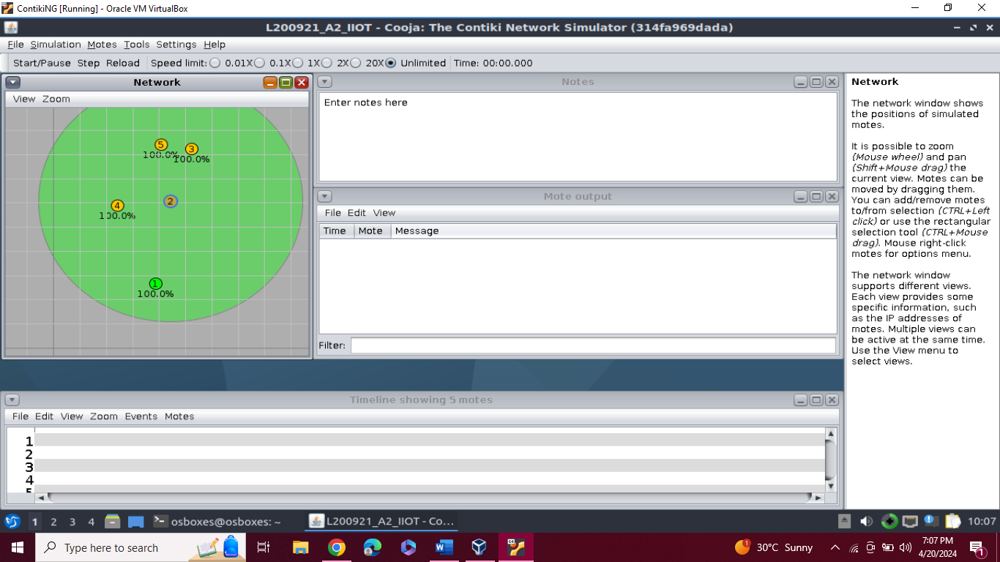 ContikiNG [Running] - Oracle VM VirtualBox
L200921_A2_IIOT - Cooja: The Contiki Network Simulator (314fa969dada)
File Simulation Motes Tools Settings Help
Start/Pause Step Reload Speed limit: 0.01X 0.1X 1X 2X 20X Unlimited Time: 00:00.000
Network
View Zoom
5
3
100.0%
100.0%
2
4
100.0%
1
100.0%
Notes
Enter notes here
Mote output
File Edit View
Time Mote Message
Filter:
Network
The network window shows
the positions of simulated
motes.
It is possible to zoom
(Mouse wheel) and pan
(Shift+Mouse drag) the
current view. Motes can be
moved by dragging them.
You can add/remove motes
to/from selection (CTRL+Left
click) or use the rectangular
selection tool (CTRL+Mouse
drag). Mouse right-click
motes for options menu.
The network window
supports different views.
Each view provides some
specific information, such
as the IP addresses of
motes. Multiple views can
be active at the same time.
Use the View menu to
select views.
Timeline showing 5 motes
File Edit View Zoom Events Motes
1
2
3
4
5
1 2 3 4 osboxes@osboxes: ~ L200921_A2_IIOT - Co... 10:07
Type here to search
1
30°C Sunny
7:07 PM
4/20/2024
1